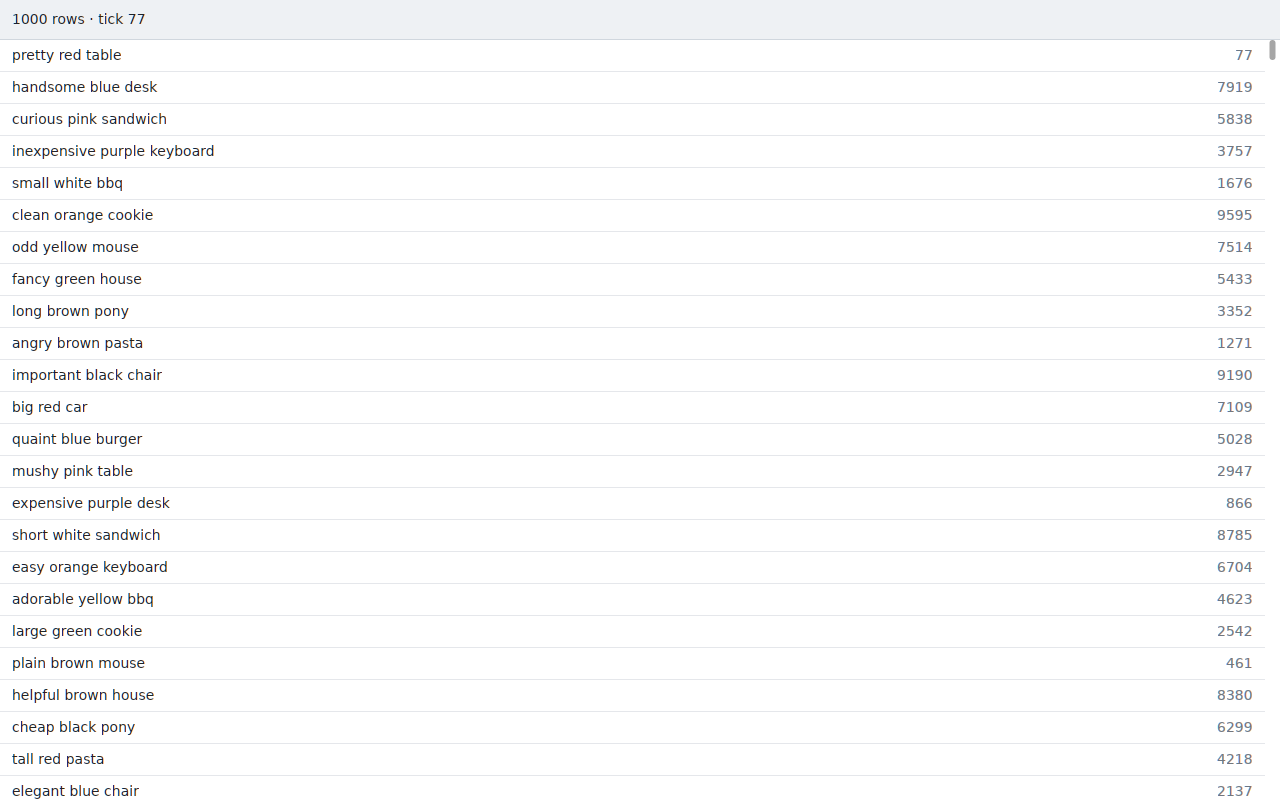 1000 rows · tick 77
pretty red table 77
handsome blue desk 7919
curious pink sandwich 5838
inexpensive purple keyboard 3757
small white bbq 1676
clean orange cookie 9595
odd yellow mouse 7514
fancy green house 5433
long brown pony 3352
angry brown pasta 1271
important black chair 9190
big red car 7109
quaint blue burger 5028
mushy pink table 2947
expensive purple desk 866
short white sandwich 8785
easy orange keyboard 6704
adorable yellow bbq 4623
large green cookie 2542
plain brown mouse 461
helpful brown house 8380
cheap black pony 6299
tall red pasta 4218
elegant blue chair 2137